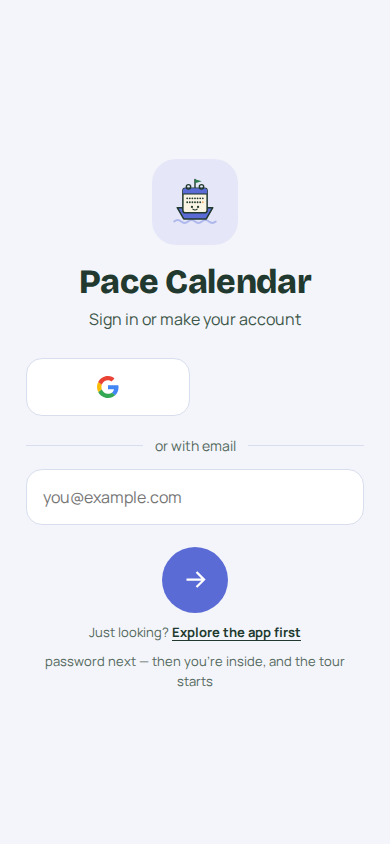 Pace Calendar
Sign in or make your account
or with email
you@example.com
Just looking? Explore the app first
password next — then you're inside, and the tour
starts